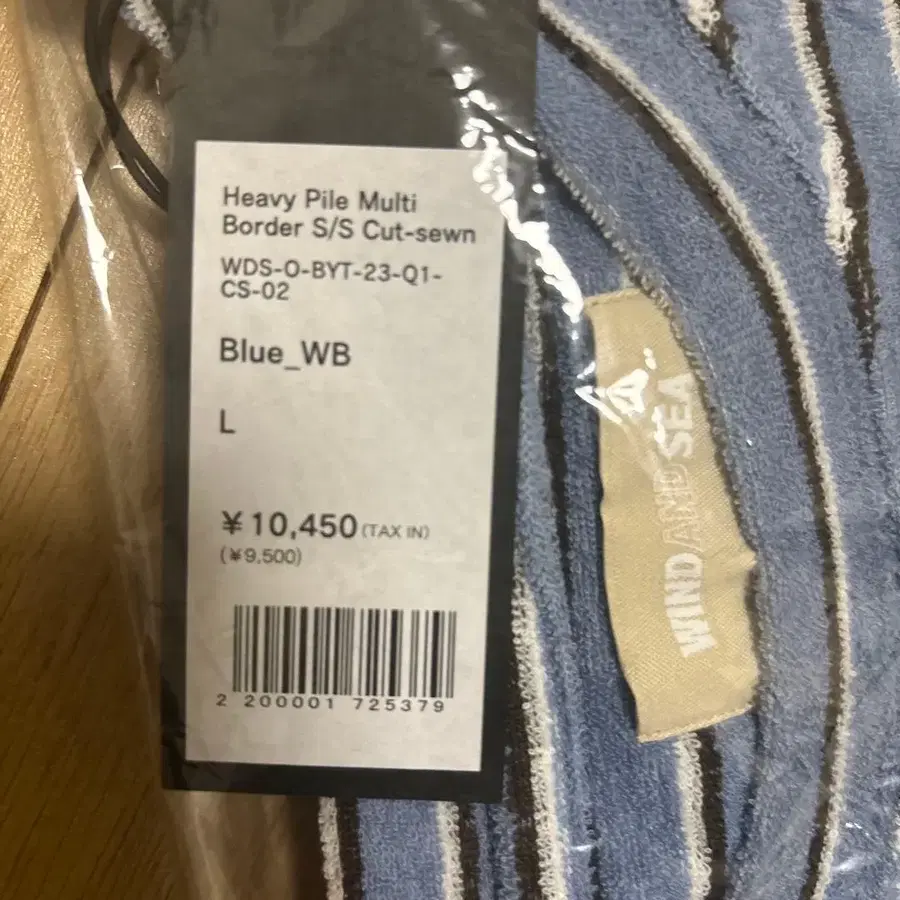 Heavy Pile Multi
Border S/S Cut-sewn
WDS-O-BYT-23-Q1-
CS-02
Blue_WB
L
¥10,450 (TAX IN)
(¥9,500)
2 200001 725379
WIND AND SEA